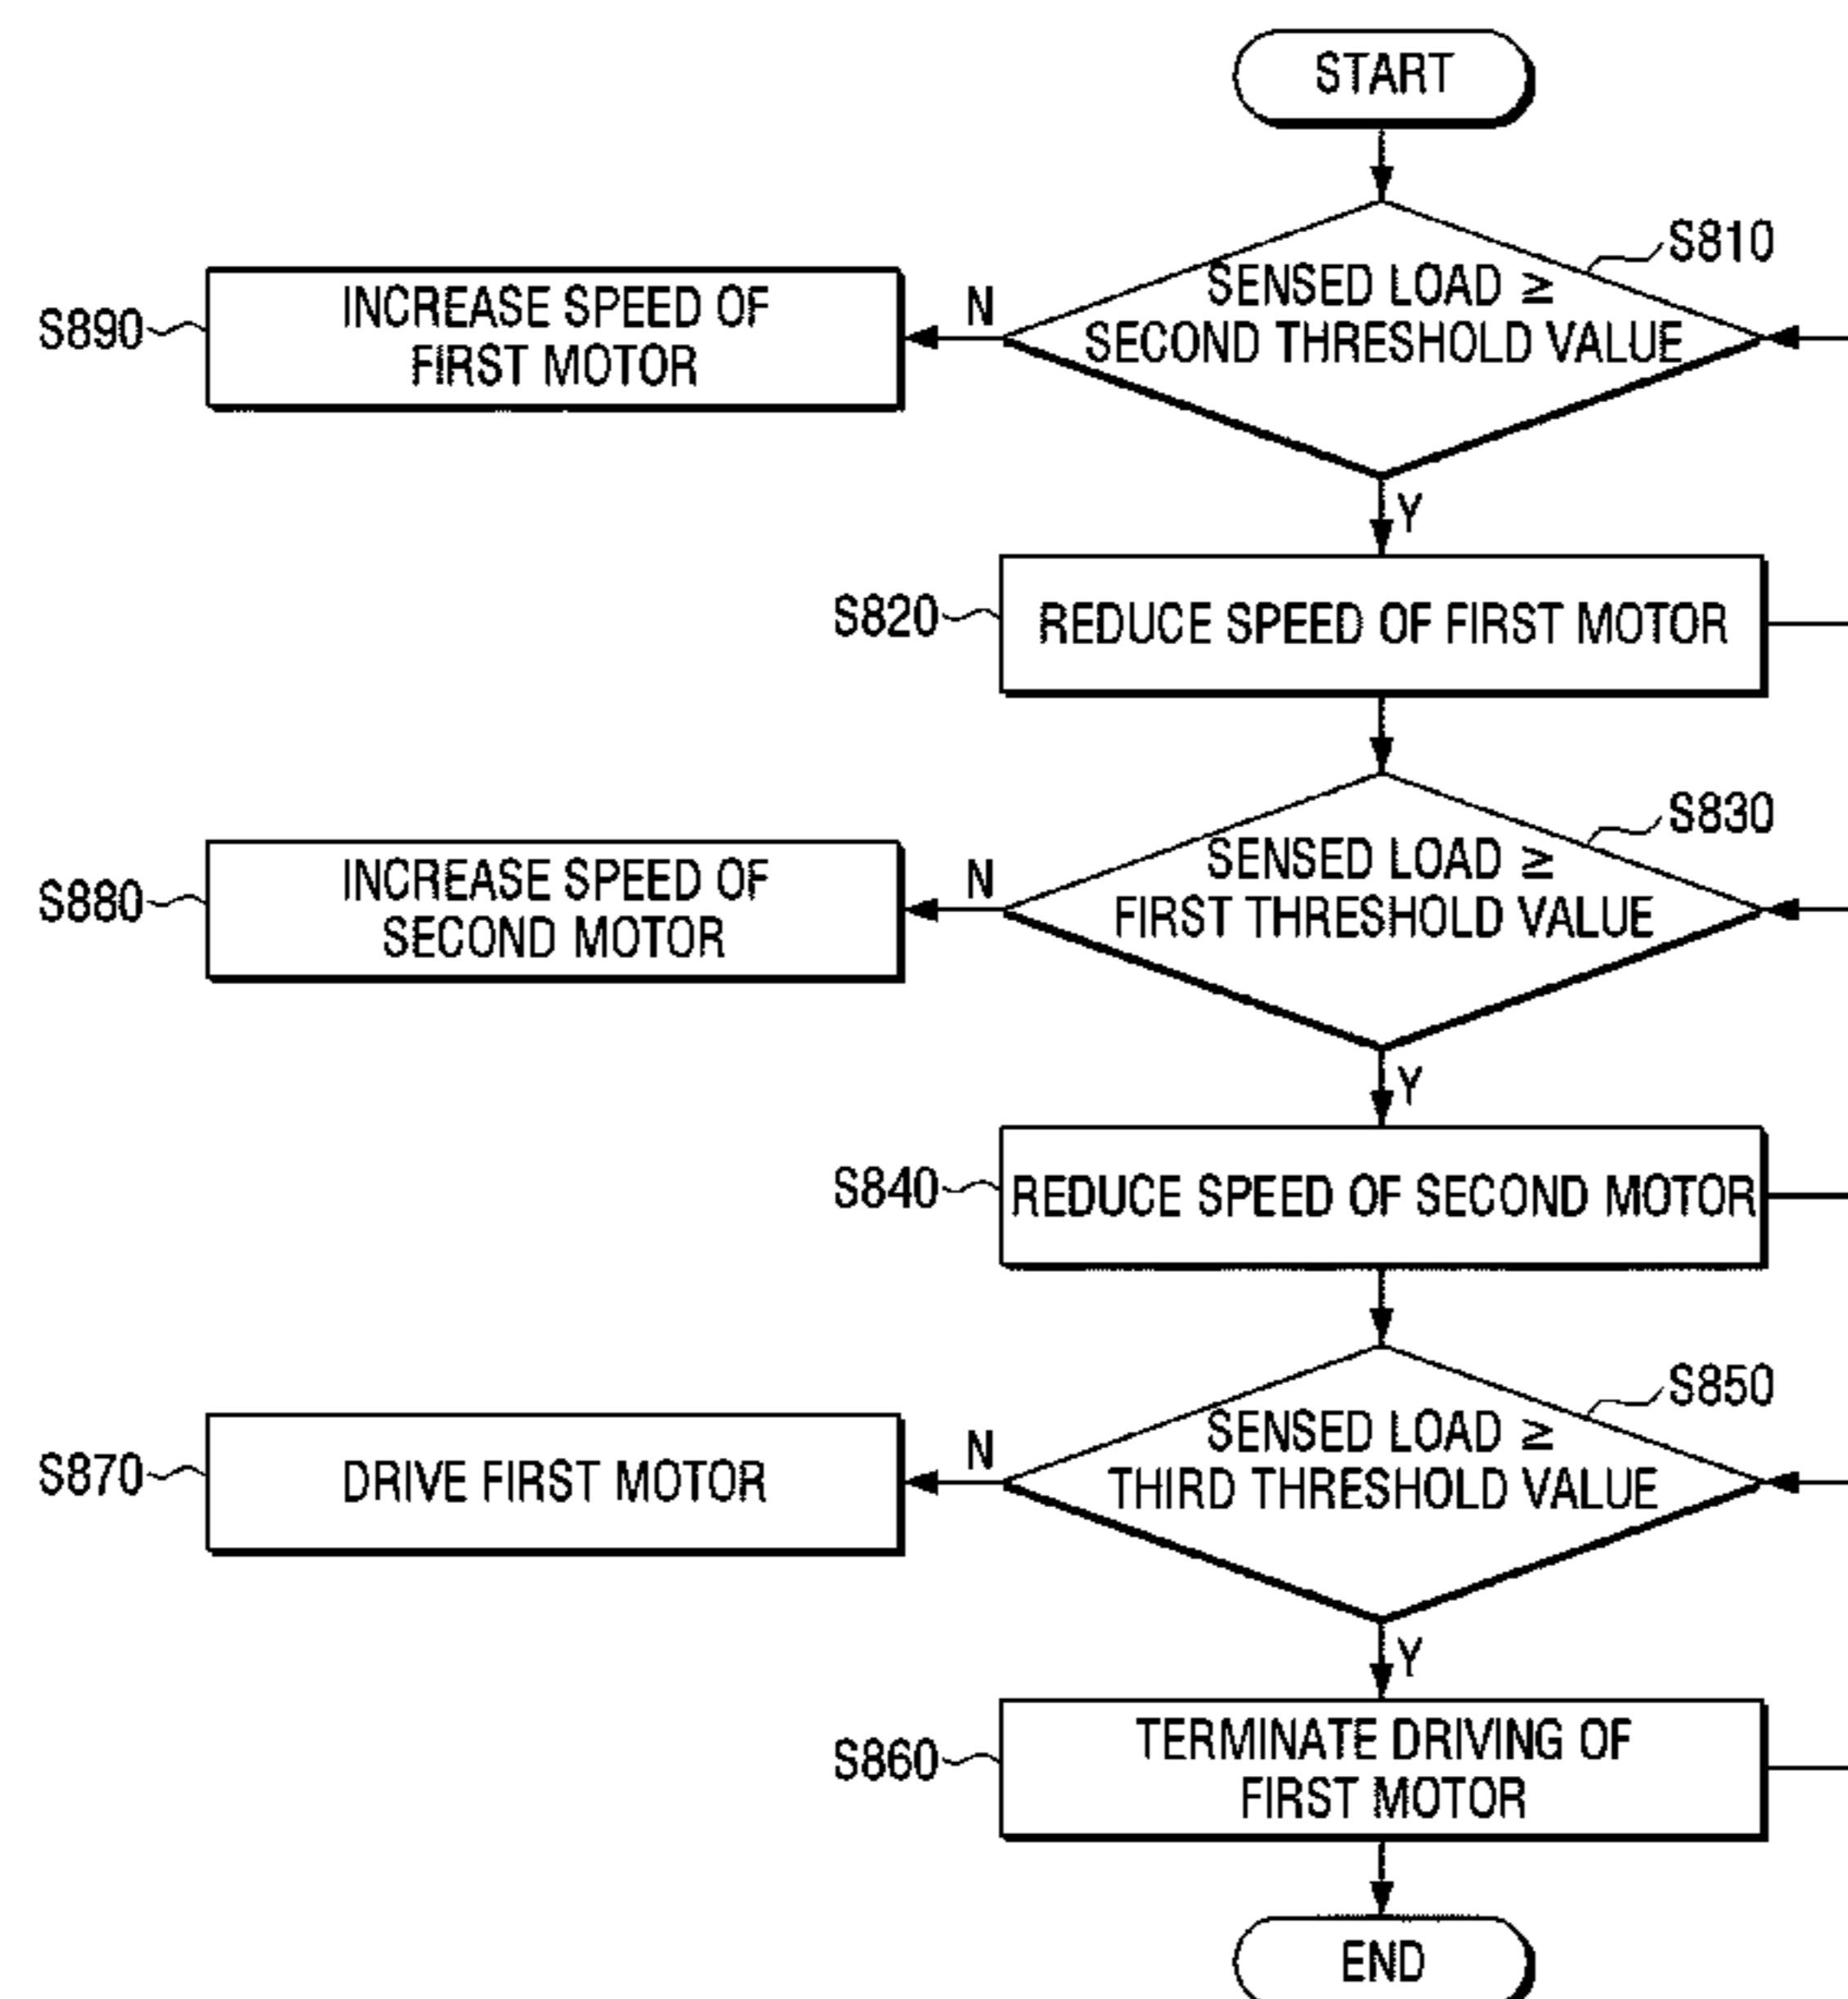 START
S810
SENSED LOAD ≥
SECOND THRESHOLD VALUE
N
S890
INCREASE SPEED OF
FIRST MOTOR
Y
S820
REDUCE SPEED OF FIRST MOTOR
S830
SENSED LOAD ≥
FIRST THRESHOLD VALUE
N
S880
INCREASE SPEED OF
SECOND MOTOR
Y
S840
REDUCE SPEED OF SECOND MOTOR
S850
SENSED LOAD ≥
THIRD THRESHOLD VALUE
N
S870
DRIVE FIRST MOTOR
Y
S860
TERMINATE DRIVING OF
FIRST MOTOR
END